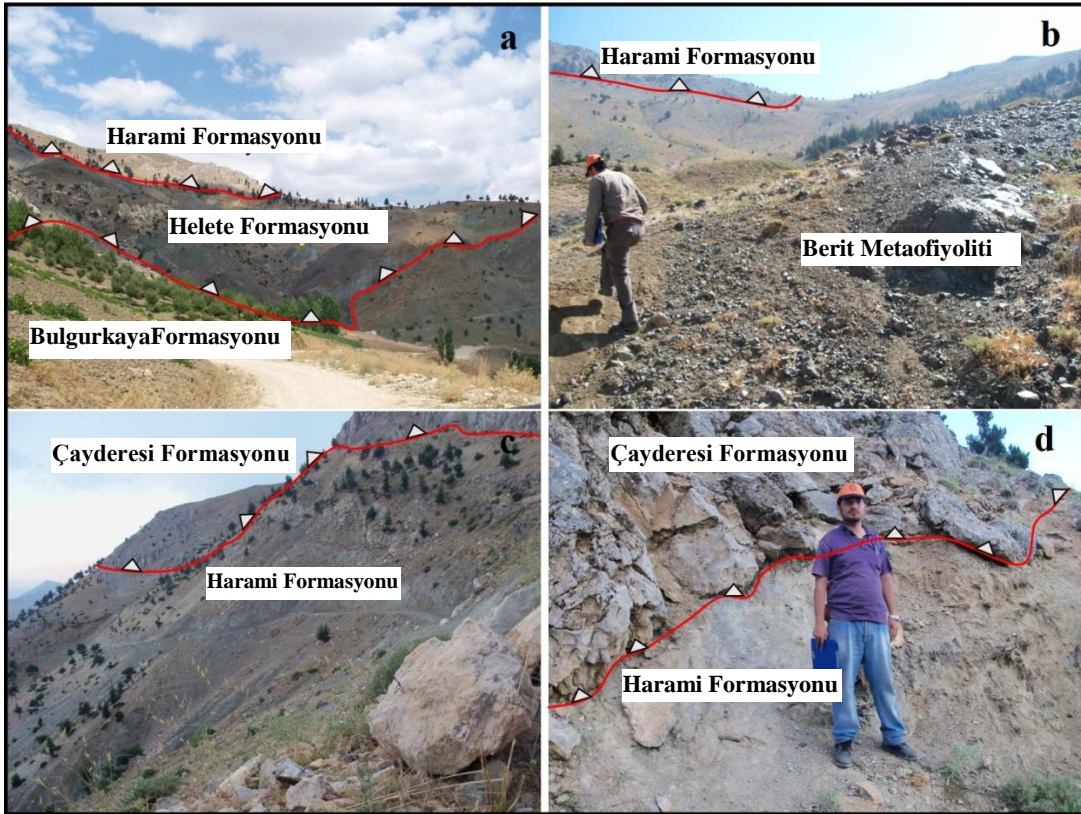 a
Harami Formasyonu
Helete Formasyonu
BulgurkayaFormasyonu
b
Harami Formasyonu
Berit Metaofiyoliti
c
Çayderesi Formasyonu
Harami Formasyonu
d
Çayderesi Formasyonu
Harami Formasyonu